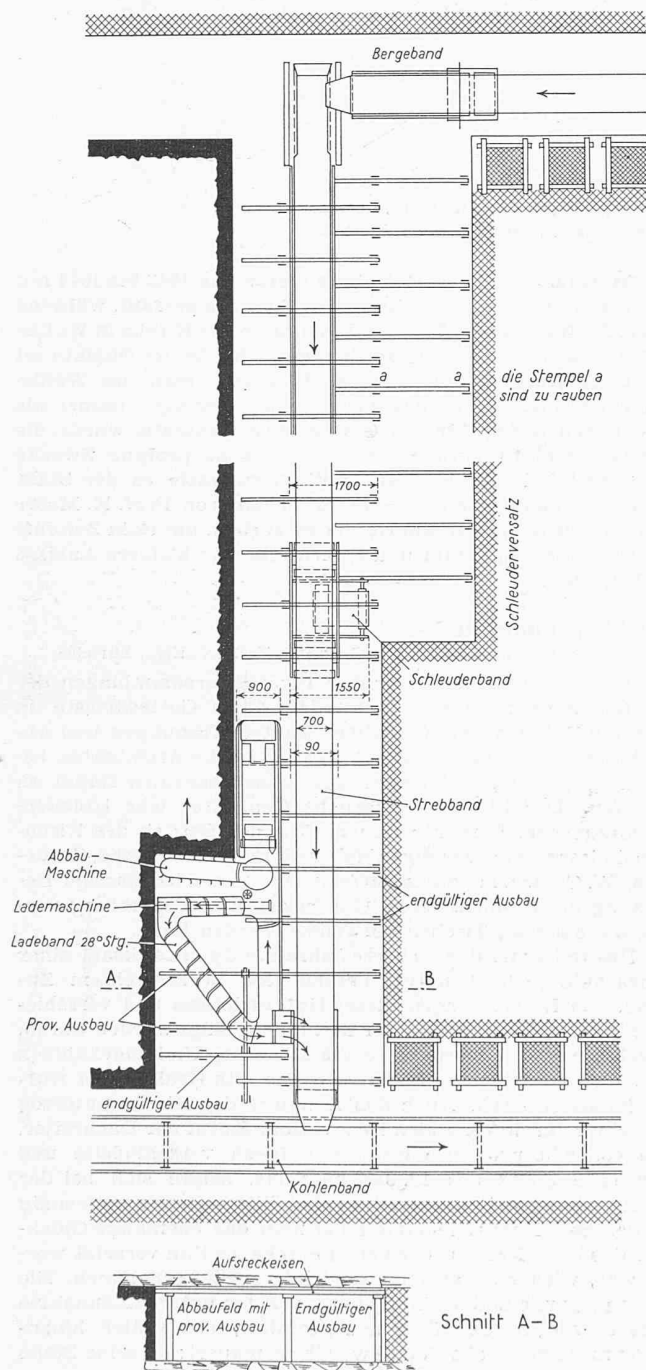 Bergeband
a a die Stempel a
sind zu rauben
1700
Schleuderversatz
Schleuderband
900 1550
700
90
Strebband
Abbau-
Maschine
endgültiger Ausbau
Lademaschine
Ladeband 28° Stg.
A B
Prov. Ausbau
endgültiger Ausbau
Kohlenband
Aufsteckeisen
Abbaufeld mit
prov. Ausbau
Endgültiger
Ausbau
Schnitt A-B